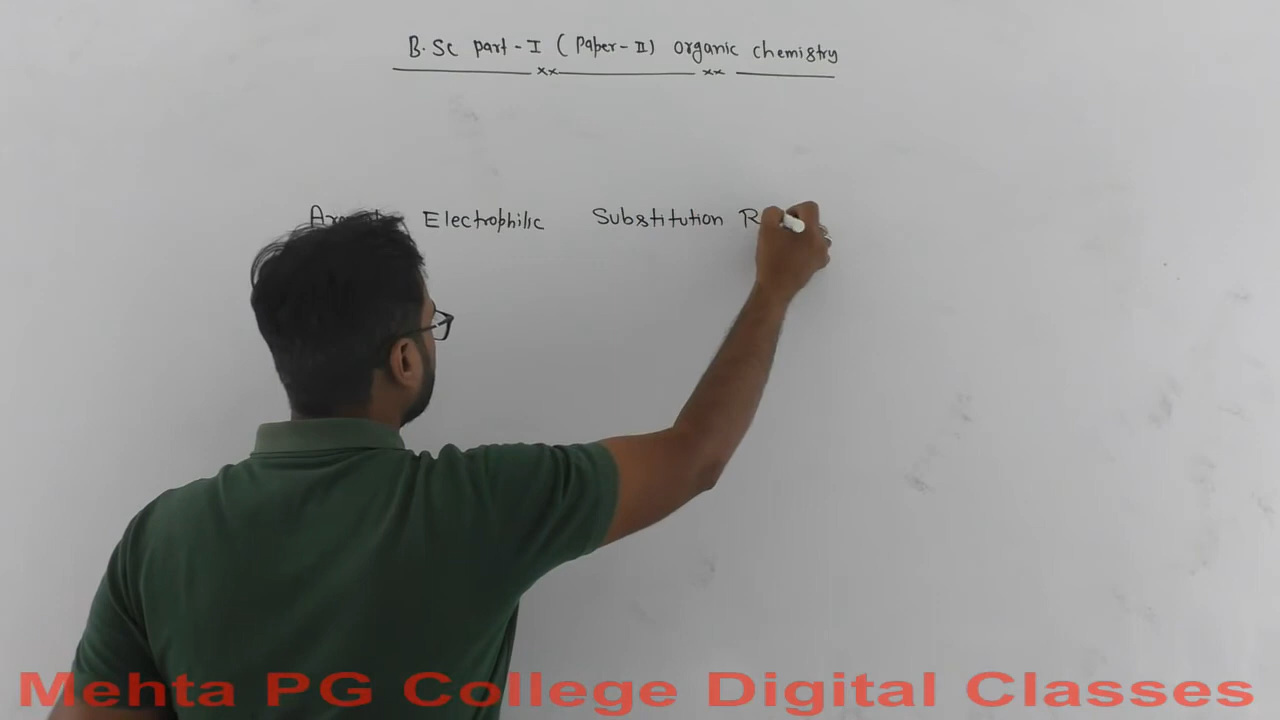 B.Sc part-I (Paper-II) organic chemistry
Electrophilic Substitution
Mehta PG College Digital Classes